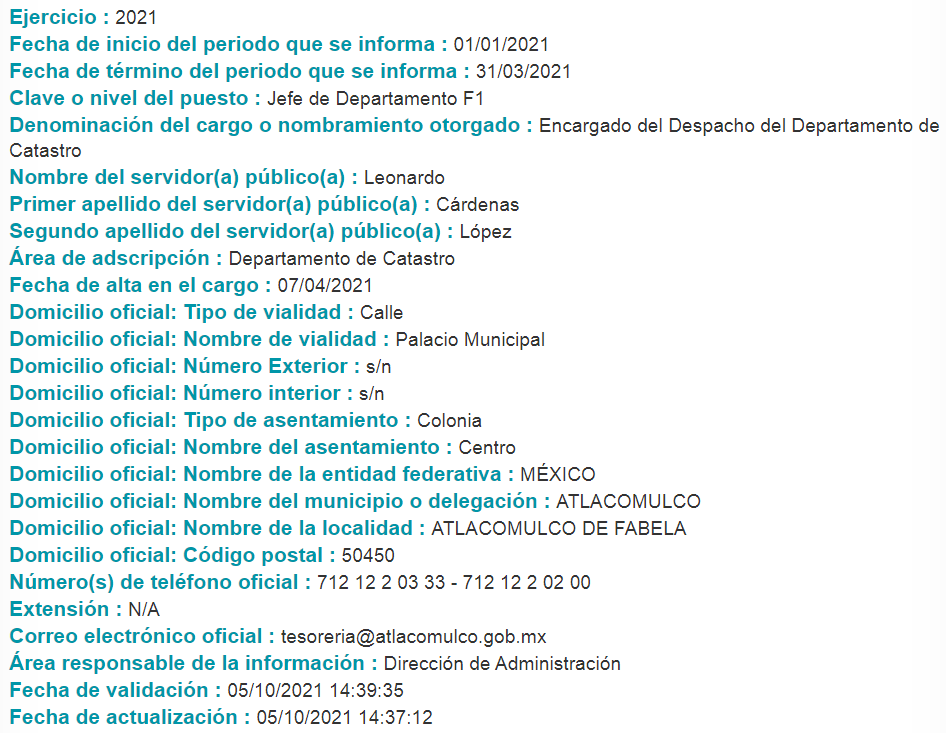 Ejercicio : 2021
Fecha de inicio del periodo que se informa : 01/01/2021
Fecha de término del periodo que se informa : 31/03/2021
Clave o nivel del puesto : Jefe de Departamento F1
Denominación del cargo o nombramiento otorgado : Encargado del Despacho del Departamento de
Catastro
Nombre del servidor(a) público(a) : Leonardo
Primer apellido del servidor(a) público(a) : Cárdenas
Segundo apellido del servidor(a) público(a) : López
Área de adscripción : Departamento de Catastro
Fecha de alta en el cargo : 07/04/2021
Domicilio oficial: Tipo de vialidad : Calle
Domicilio oficial: Nombre de vialidad : Palacio Municipal
Domicilio oficial: Número Exterior : s/n
Domicilio oficial: Número interior : s/n
Domicilio oficial: Tipo de asentamiento : Colonia
Domicilio oficial: Nombre del asentamiento : Centro
Domicilio oficial: Nombre de la entidad federativa : MÉXICO
Domicilio oficial: Nombre del municipio o delegación : ATLACOMULCO
Domicilio oficial: Nombre de la localidad : ATLACOMULCO DE FABELA
Domicilio oficial: Código postal : 50450
Número(s) de teléfono oficial : 712 12 2 03 33 - 712 12 2 02 00
Extensión : N/A
Correo electrónico oficial : tesoreria@atlacomulco.gob.mx
Área responsable de la información : Dirección de Administración
Fecha de validación : 05/10/2021 14:39:35
Fecha de actualización : 05/10/2021 14:37:12